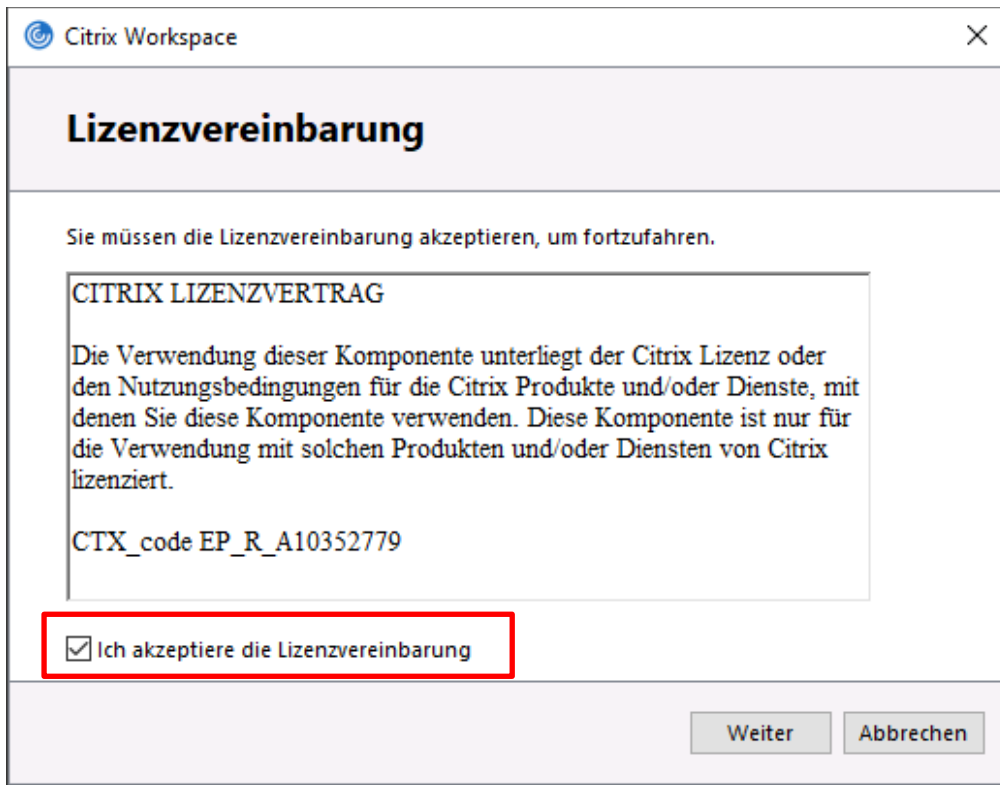 Citrix Workspace
Lizenzvereinbarung
Sie müssen die Lizenzvereinbarung akzeptieren, um fortzufahren.
CITRIX LIZENZVERTRAG
Die Verwendung dieser Komponente unterliegt der Citrix Lizenz oder
den Nutzungsbedingungen für die Citrix Produkte und/oder Dienste, mit
denen Sie diese Komponente verwenden. Diese Komponente ist nur für
die Verwendung mit solchen Produkten und/oder Diensten von Citrix
lizenziert.
CTX_code EP_R_A10352779
Ich akzeptiere die Lizenzvereinbarung
Weiter
Abbrechen